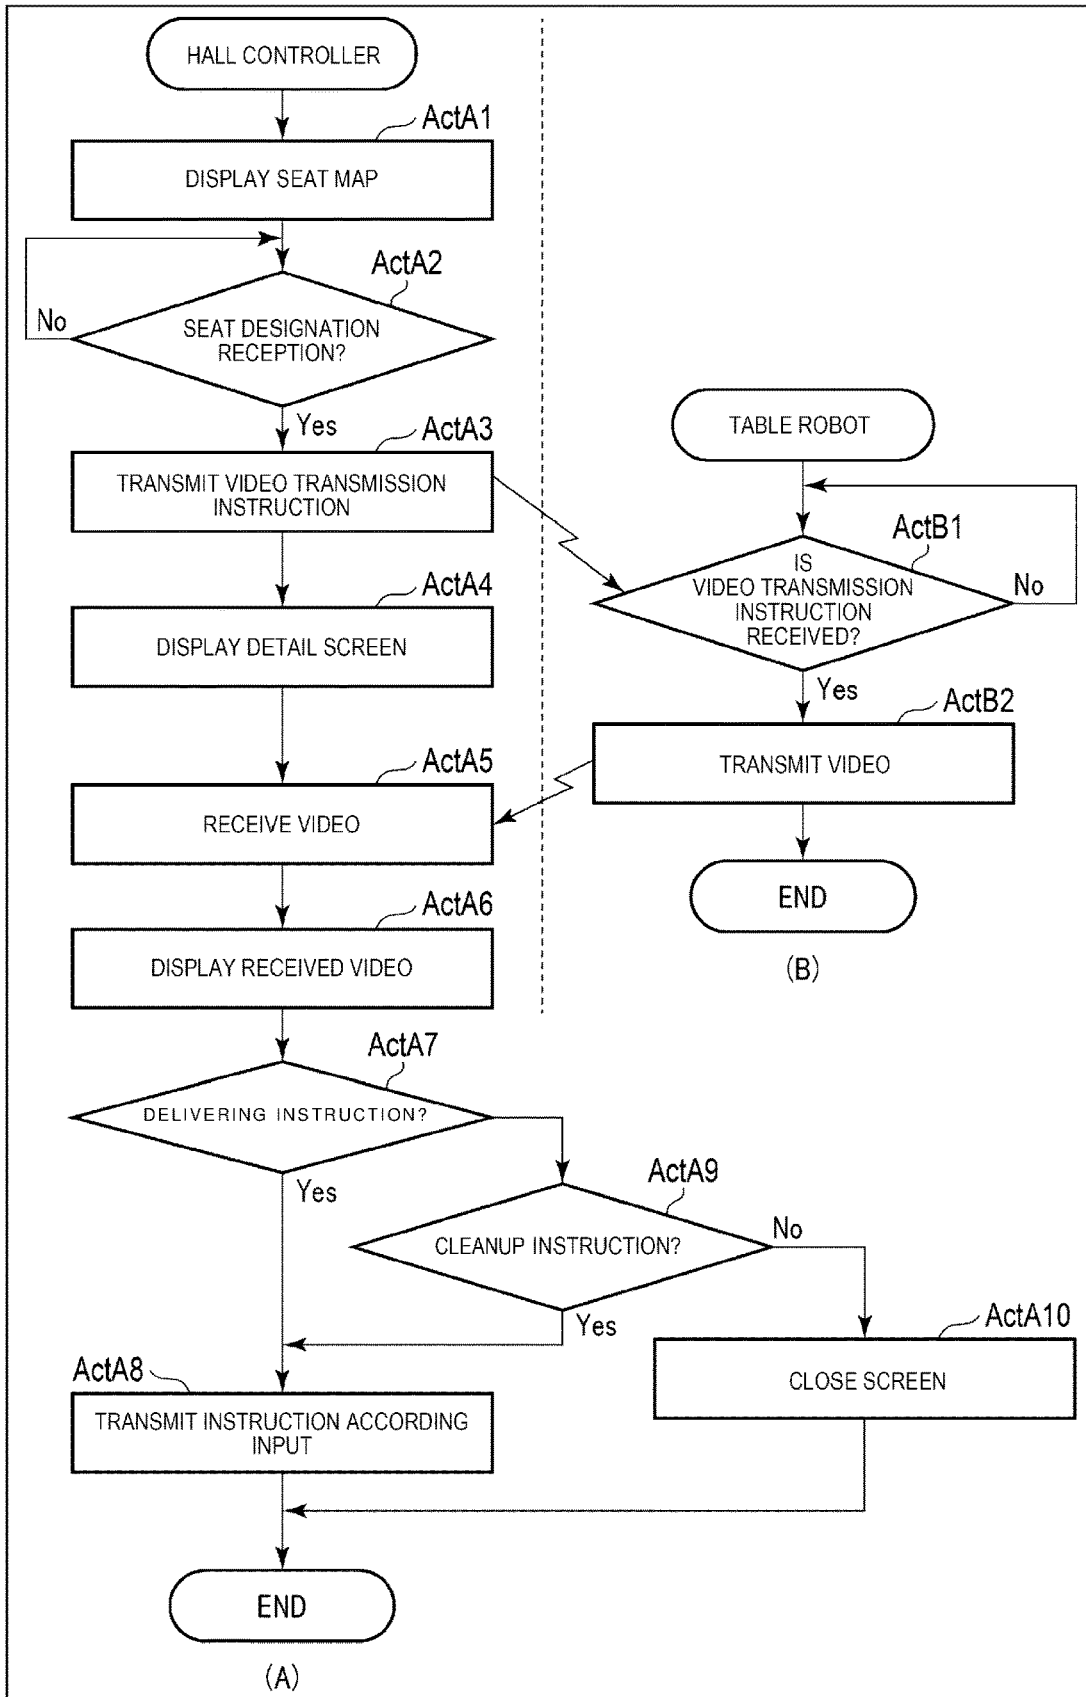 HALL CONTROLLER
ActA1
DISPLAY SEAT MAP
ActA2
SEAT DESIGNATION
RECEPTION?
No
Yes
ActA3
TRANSMIT VIDEO TRANSMISSION
INSTRUCTION
ActA4
DISPLAY DETAIL SCREEN
ActA5
RECEIVE VIDEO
ActA6
DISPLAY RECEIVED VIDEO
ActA7
DELIVERING INSTRUCTION?
Yes
ActA9
CLEANUP INSTRUCTION?
No
Yes
ActA10
CLOSE SCREEN
ActA8
TRANSMIT INSTRUCTION ACCORDING
INPUT
END
(A)
TABLE ROBOT
ActB1
IS
VIDEO TRANSMISSION
INSTRUCTION
RECEIVED?
No
Yes
ActB2
TRANSMIT VIDEO
END
(B)